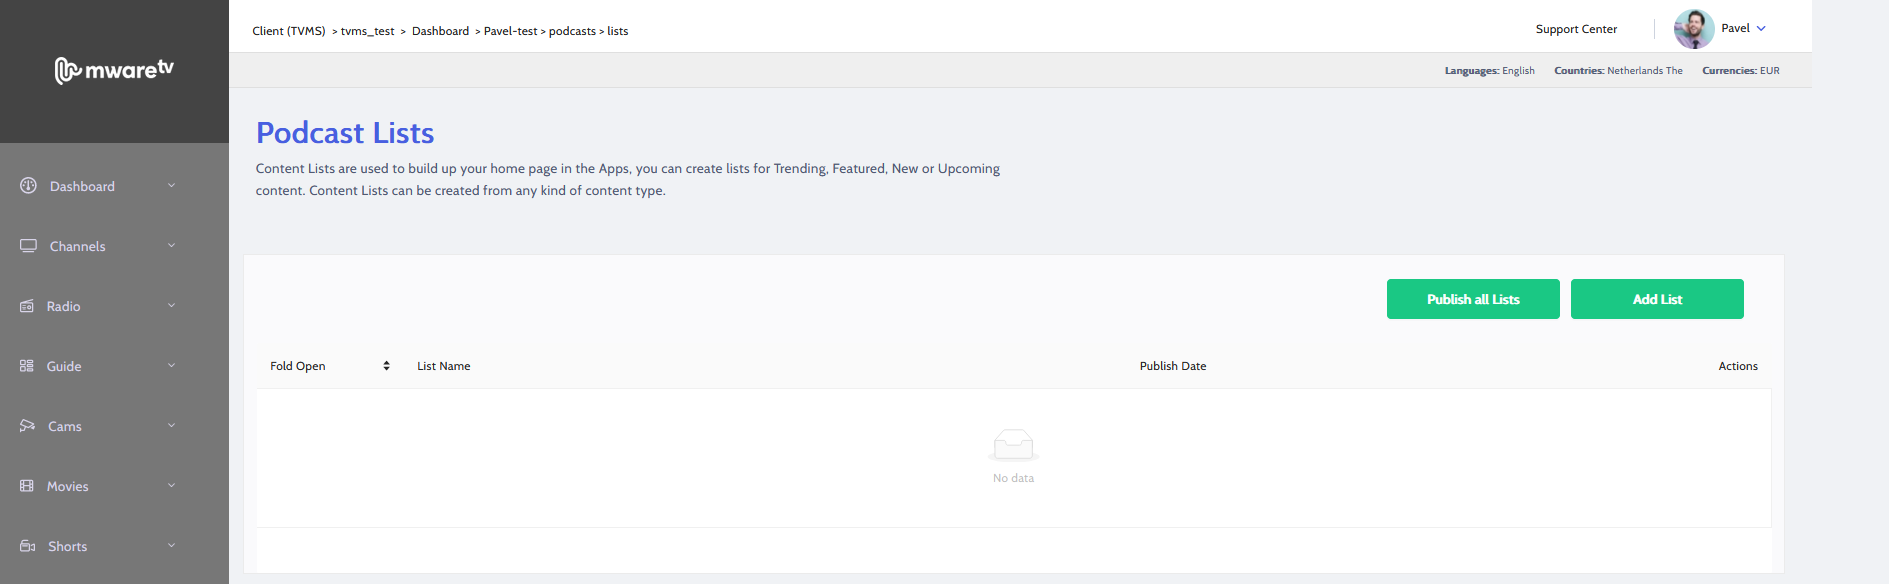 mwaretv
Client (TVMS) > tvms_test > Dashboard > Pavel-test > podcasts > lists
Support Center
Pavel
Languages: English Countries: Netherlands The Currencies: EUR
Dashboard
Channels
Radio
Guide
Cams
Movies
Shorts
Podcast Lists
Content Lists are used to build up your home page in the Apps, you can create lists for Trending, Featured, New or Upcoming
content. Content Lists can be created from any kind of content type.
Publish all Lists
Add List
Fold Open List Name Publish Date Actions
No data